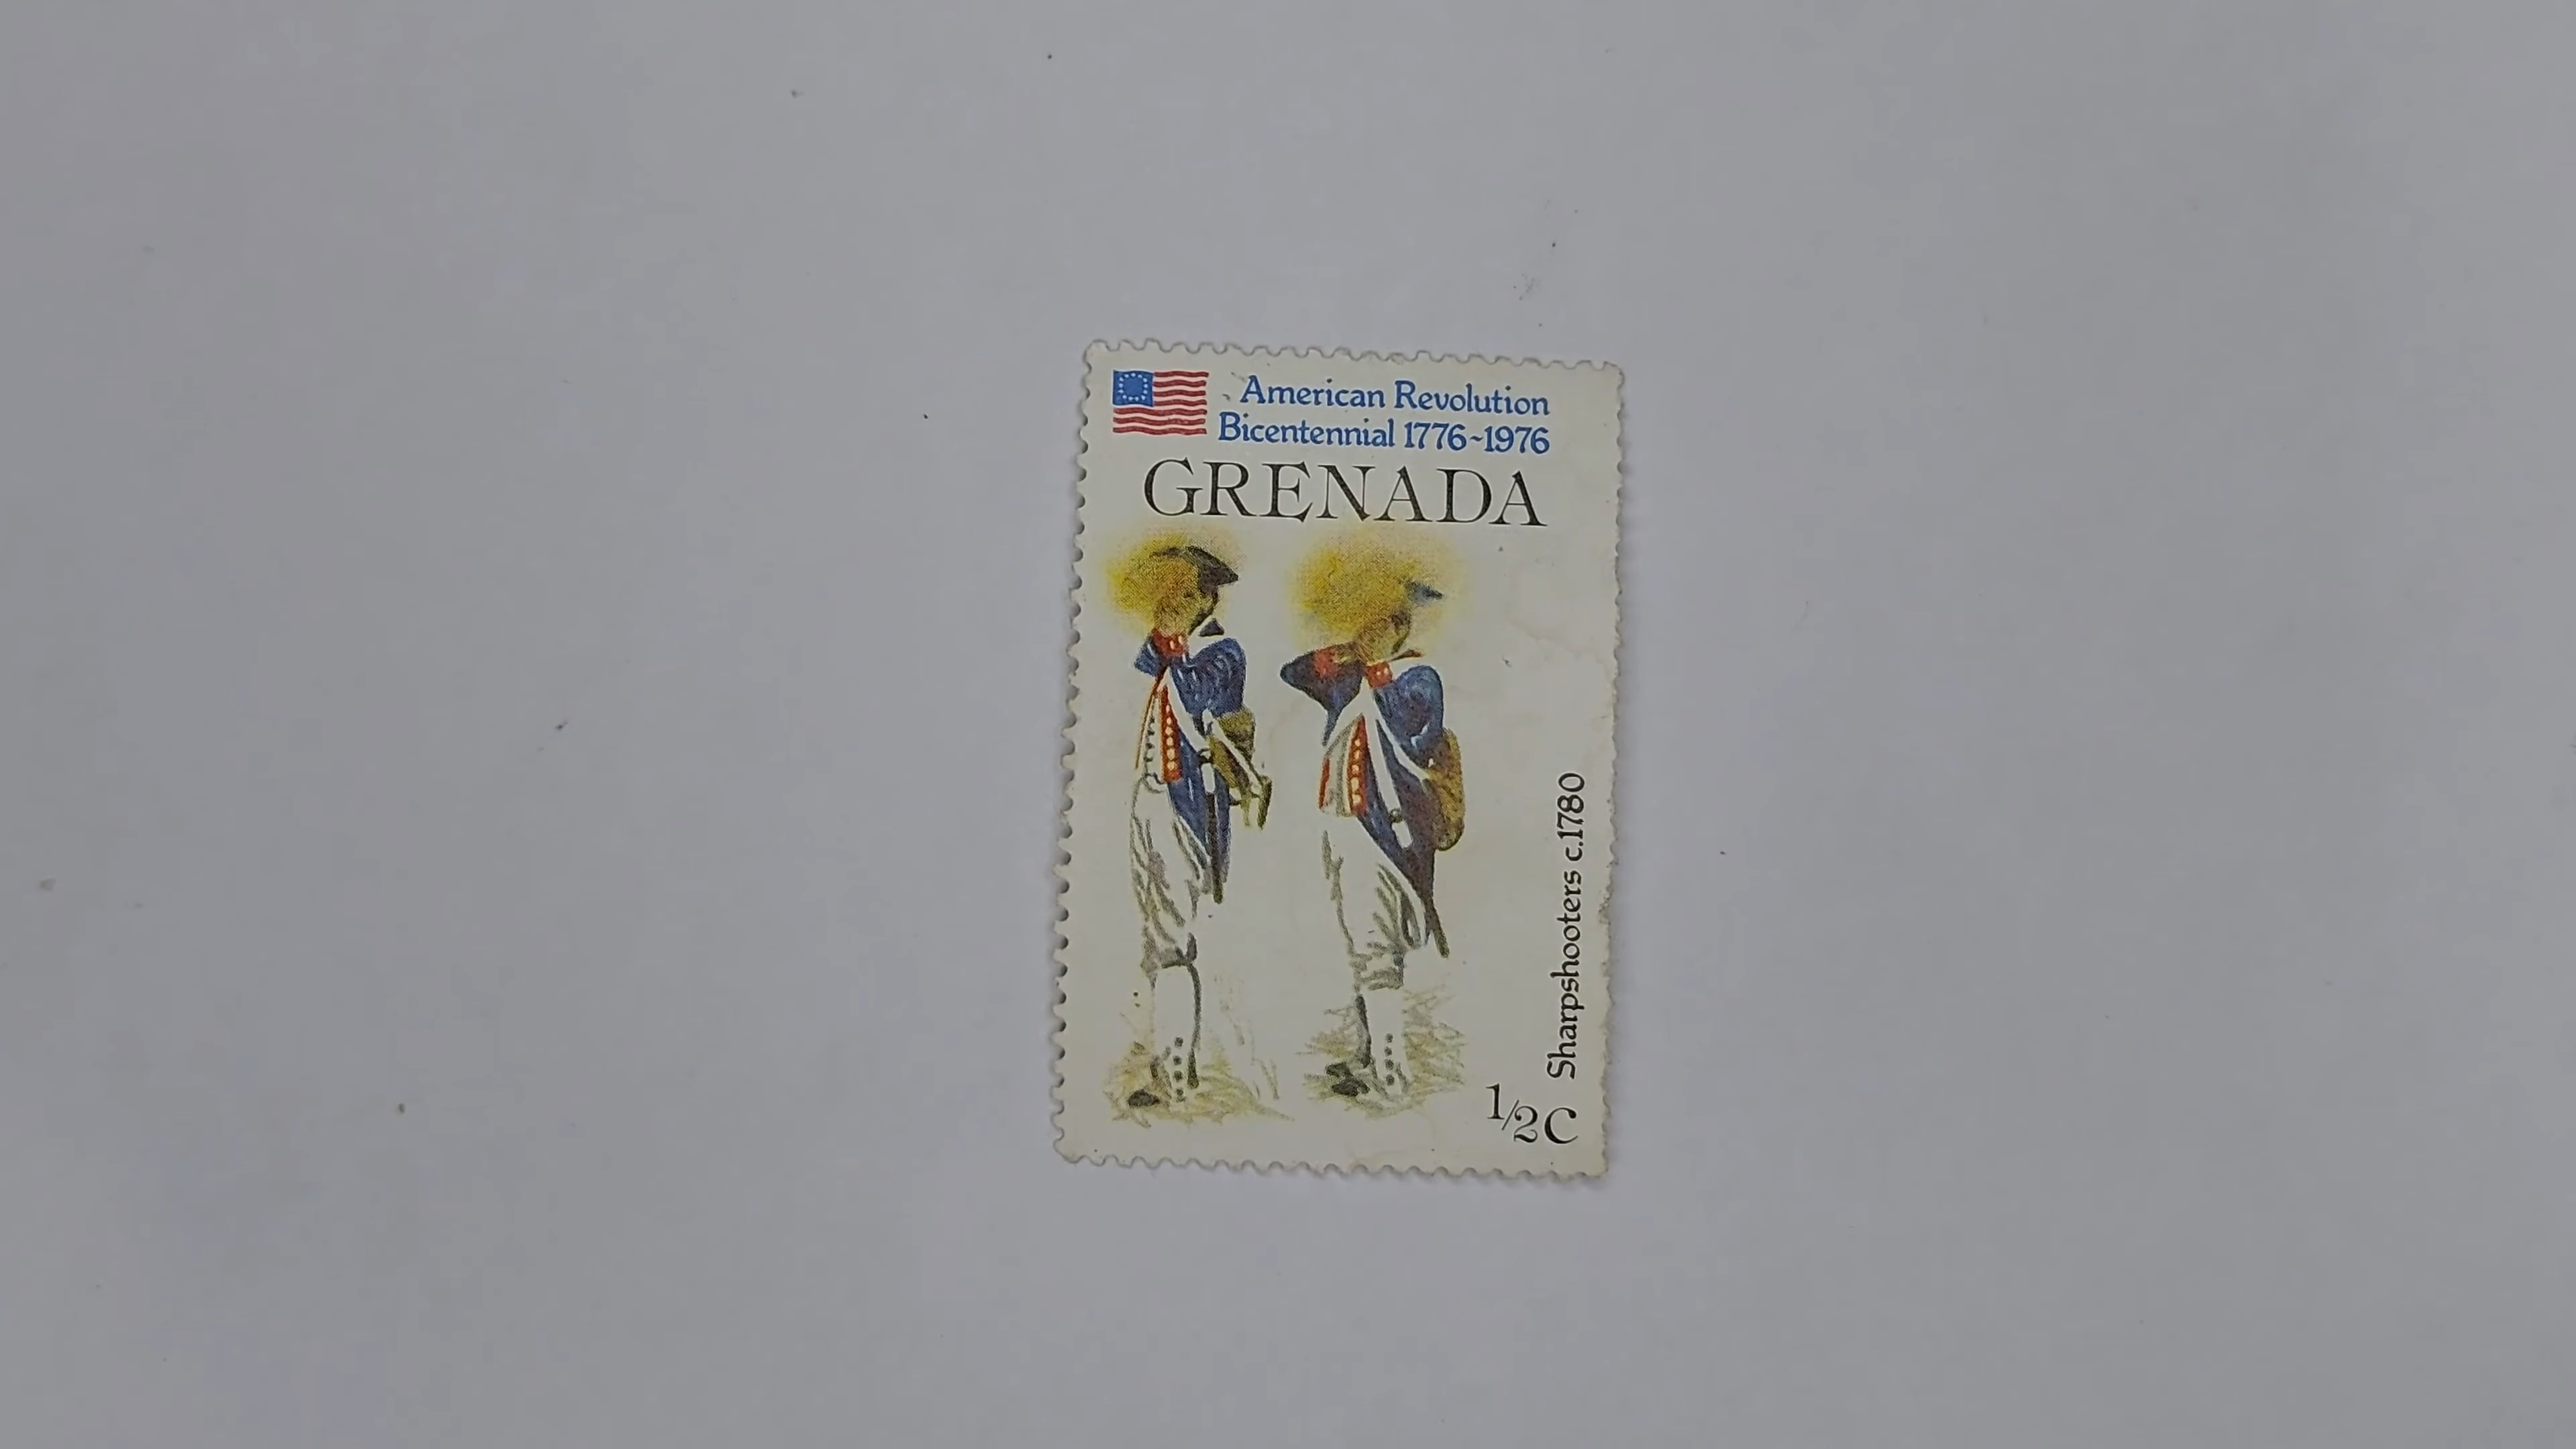 American Revolution
Bicentennial 1776~1976
GRENADA
Sharpshooters c.1780
1/2C